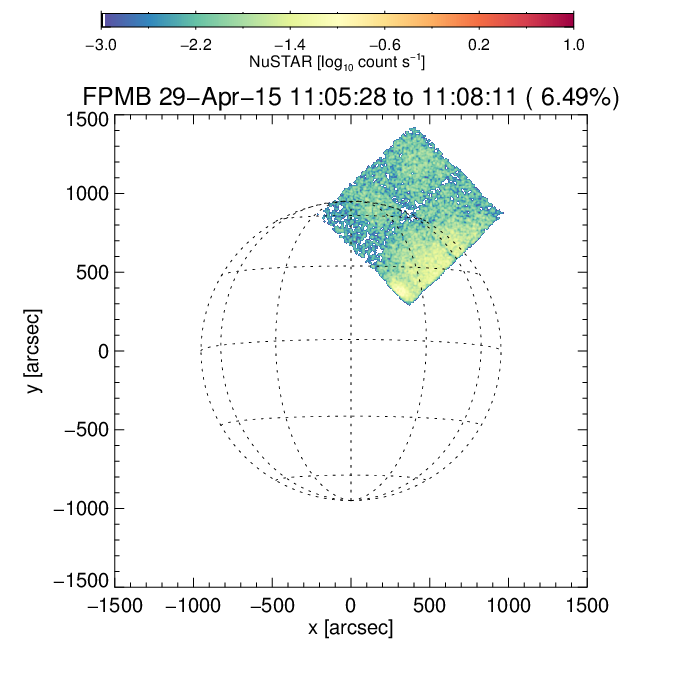 −3.0 −2.2 −1.4 −0.6 0.2 1.0
NuSTAR [log₁₀ count s⁻¹]
FPMB 29−Apr−15 11:05:28 to 11:08:11 ( 6.49%)
1500
1000
500
0
−500
−1000
−1500
y [arcsec]
−1500 −1000 −500 0 500 1000 1500
x [arcsec]